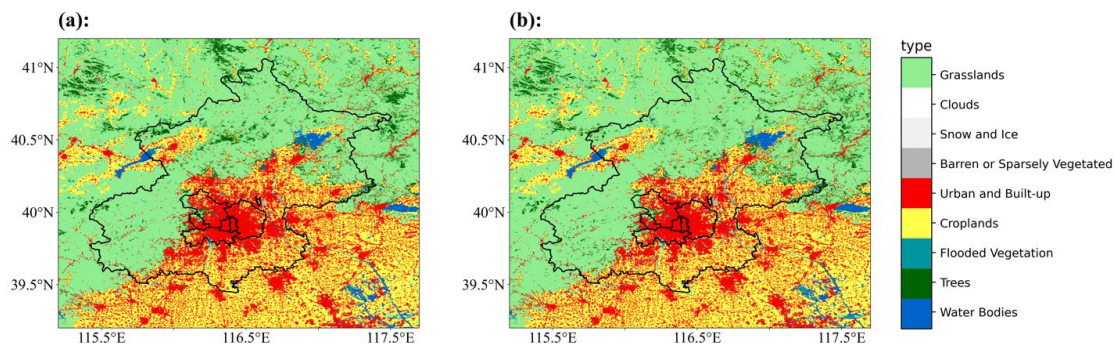 (a):
(b):
41°N
40.5°N
40°N
39.5°N
115.5°E
116.5°E
117.5°E
41°N
40.5°N
40°N
39.5°N
115.5°E
116.5°E
117.5°E
type
Grasslands
Clouds
Snow and Ice
Barren or Sparsely Vegetated
Urban and Built-up
Croplands
Flooded Vegetation
Trees
Water Bodies